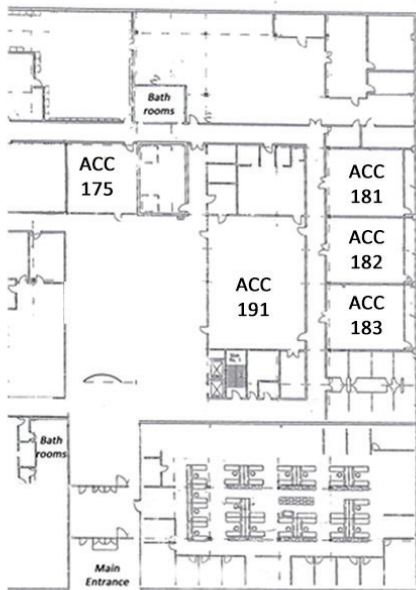 Bath
rooms
ACC
175
ACC
181
ACC
182
ACC
191
ACC
183
Bath
rooms
Main
Entrance